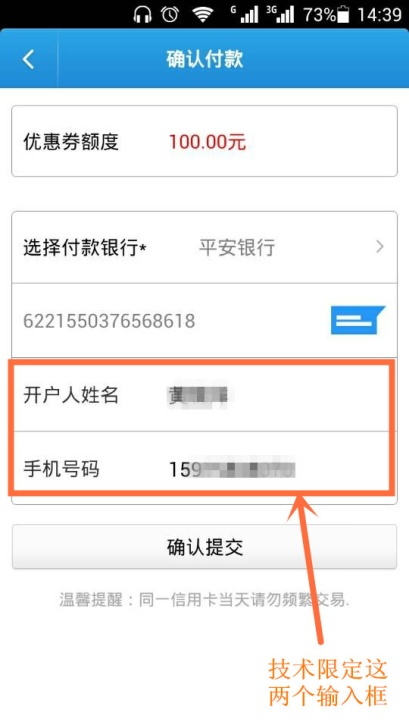 G 3G 73% 14:39
确认付款
优惠券额度 100.00元
选择付款银行* 平安银行
6221550376568618
开户人姓名
手机号码 159
确认提交
温馨提醒：同一信用卡当天请勿频繁交易.
技术限定这
两个输入框